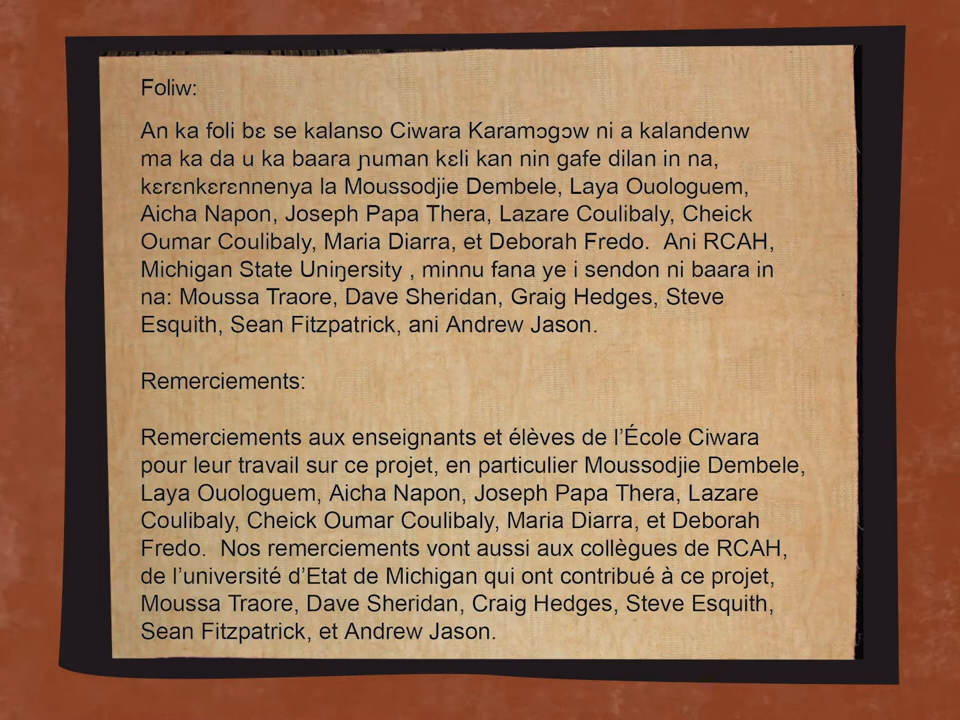 Foliw:
An ka foli bɛ se kalanso Ciwara Karamɔgɔw ni a kalandenw
ma ka da u ka baara ɲuman kɛli kan nin gafe dilan in na,
kɛrɛnkɛrɛnnenya la Moussodjie Dembele, Laya Ouologuem,
Aicha Napon, Joseph Papa Thera, Lazare Coulibaly, Cheick
Oumar Coulibaly, Maria Diarra, et Deborah Fredo.  Ani RCAH,
Michigan State Uniŋersity , minnu fana ye i sendon ni baara in
na: Moussa Traore, Dave Sheridan, Graig Hedges, Steve
Esquith, Sean Fitzpatrick, ani Andrew Jason.
Remerciements:
Remerciements aux enseignants et élèves de l’École Ciwara
pour leur travail sur ce projet, en particulier Moussodjie Dembele,
Laya Ouologuem, Aicha Napon, Joseph Papa Thera, Lazare
Coulibaly, Cheick Oumar Coulibaly, Maria Diarra, et Deborah
Fredo.  Nos remerciements vont aussi aux collègues de RCAH,
de l’université d’Etat de Michigan qui ont contribué à ce projet,
Moussa Traore, Dave Sheridan, Craig Hedges, Steve Esquith,
Sean Fitzpatrick, et Andrew Jason.